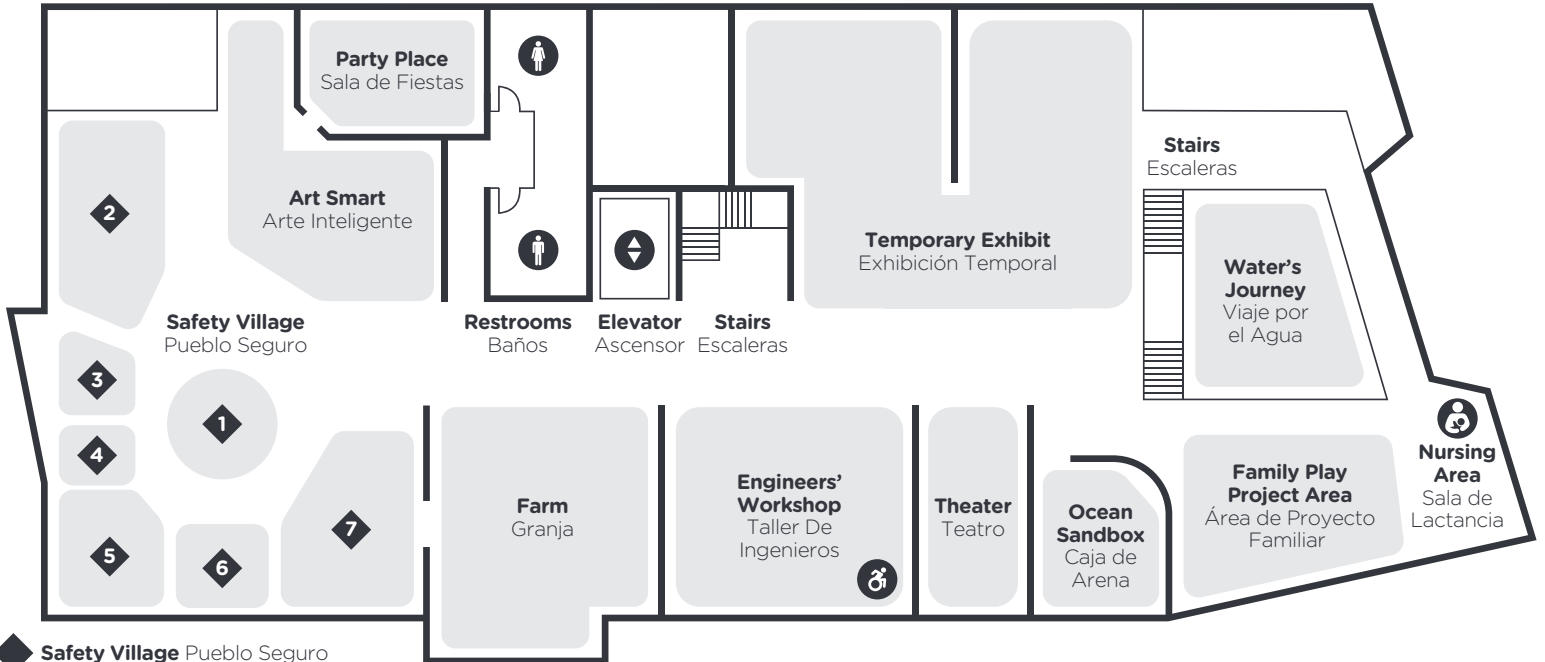 Party Place
Sala de Fiestas
Stairs
Escaleras
2
Art Smart
Arte Inteligente
Temporary Exhibit
Exhibición Temporal
Water's
Journey
Viaje por
el Agua
Safety Village
Pueblo Seguro
Restrooms
Baños
Elevator
Ascensor
Stairs
Escaleras
3
1
4
5
6
7
Farm
Granja
Engineers'
Workshop
Taller De
Ingenieros
Theater
Teatro
Ocean
Sandbox
Caja de
Arena
Family Play
Project Area
Área de Proyecto
Familiar
Nursing
Area
Sala de
Lactancia
Safety Village Pueblo Seguro